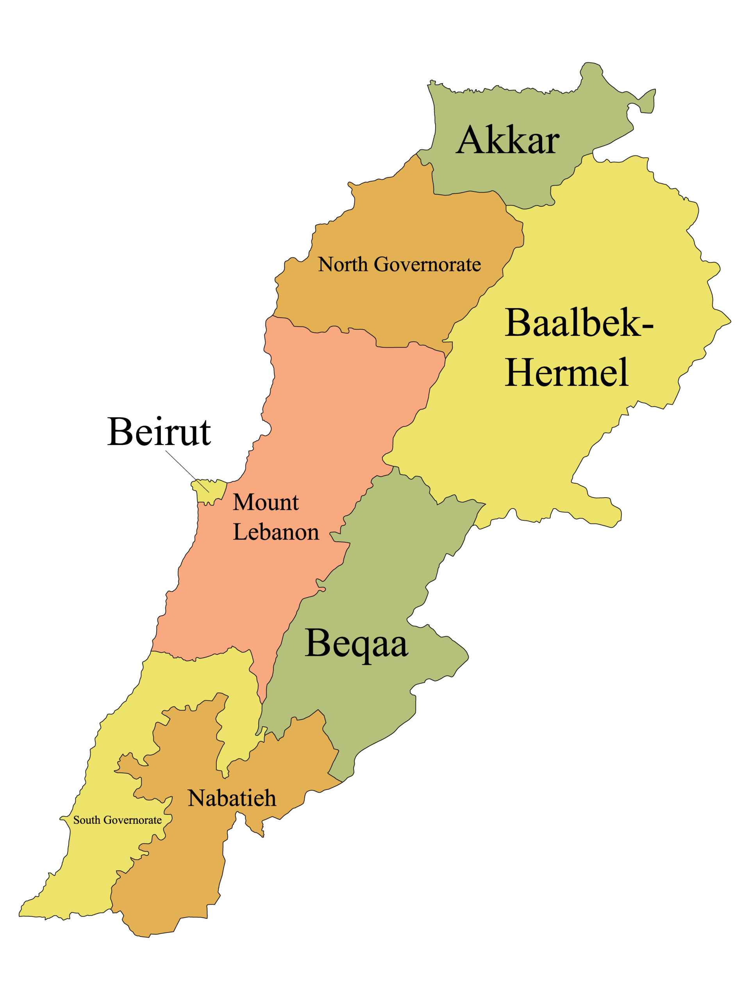 Akkar
North Governorate
Baalbek-
Hermel
Beirut
Mount
Lebanon
Beqaa
Nabatieh
South Governorate